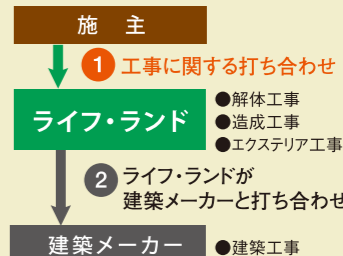 施 主
1 工事に関する打ち合わせ
ライフ・ランド
●解体工事
●造成工事
●エクステリア工事
2 ライフ・ランドが
建築メーカーと打ち合わせ
建築メーカー
●建築工事